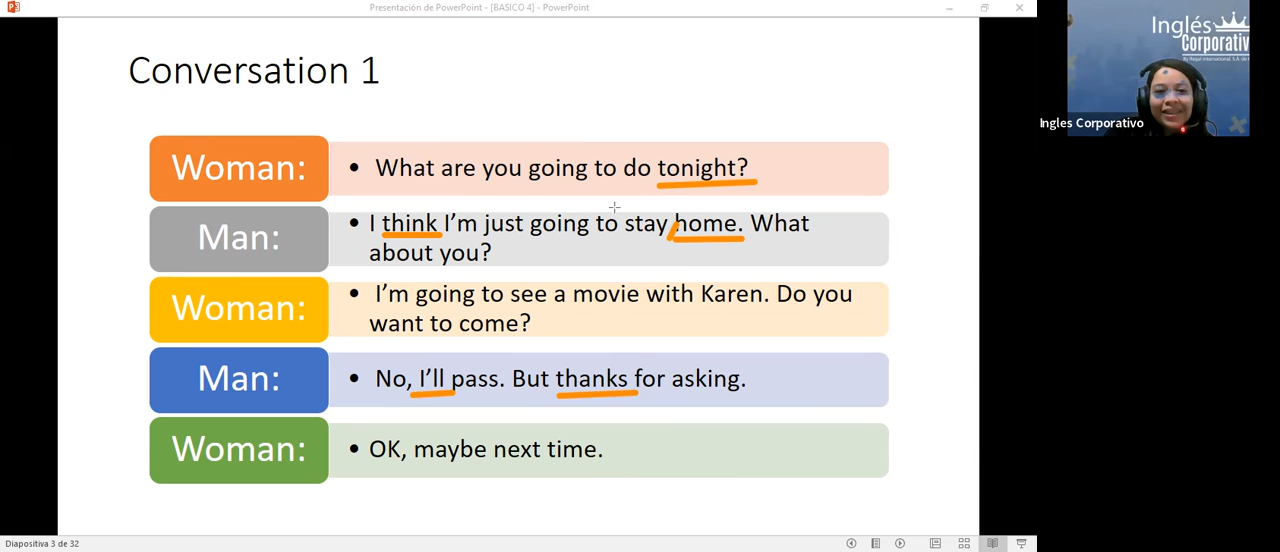 Presentación de PowerPoint - [BASICO 4] - PowerPoint
Conversation 1
Woman:
• What are you going to do tonight?
Man:
• I think I'm just going to stay home. What
about you?
Woman:
• I'm going to see a movie with Karen. Do you
want to come?
Man:
• No, I'll pass. But thanks for asking.
Woman:
• OK, maybe next time.
Diapositiva 3 de 32
Inglés
Corporativ
Ingles Corporativo